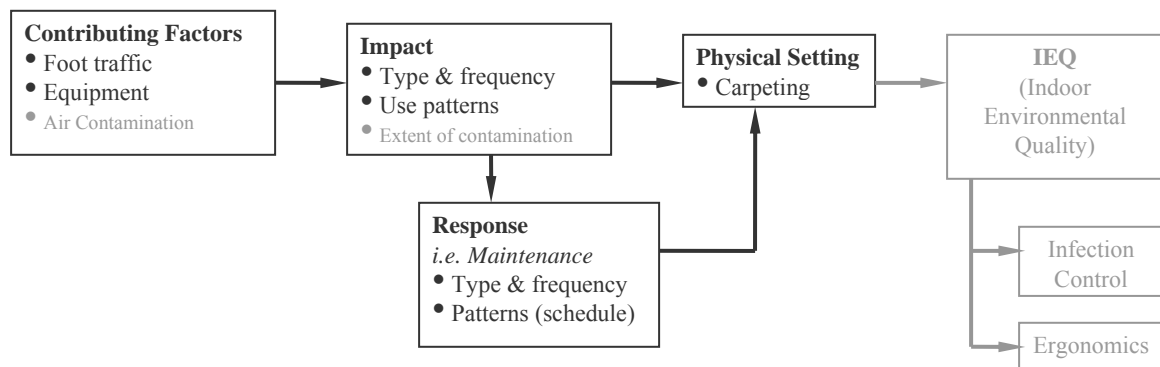 Contributing Factors
• Foot traffic
• Equipment
• Air Contamination
Impact
• Type & frequency
• Use patterns
• Extent of contamination
Physical Setting
• Carpeting
IEQ
(Indoor
Environmental
Quality)
Response
i.e. Maintenance
• Type & frequency
• Patterns (schedule)
Infection
Control
Ergonomics